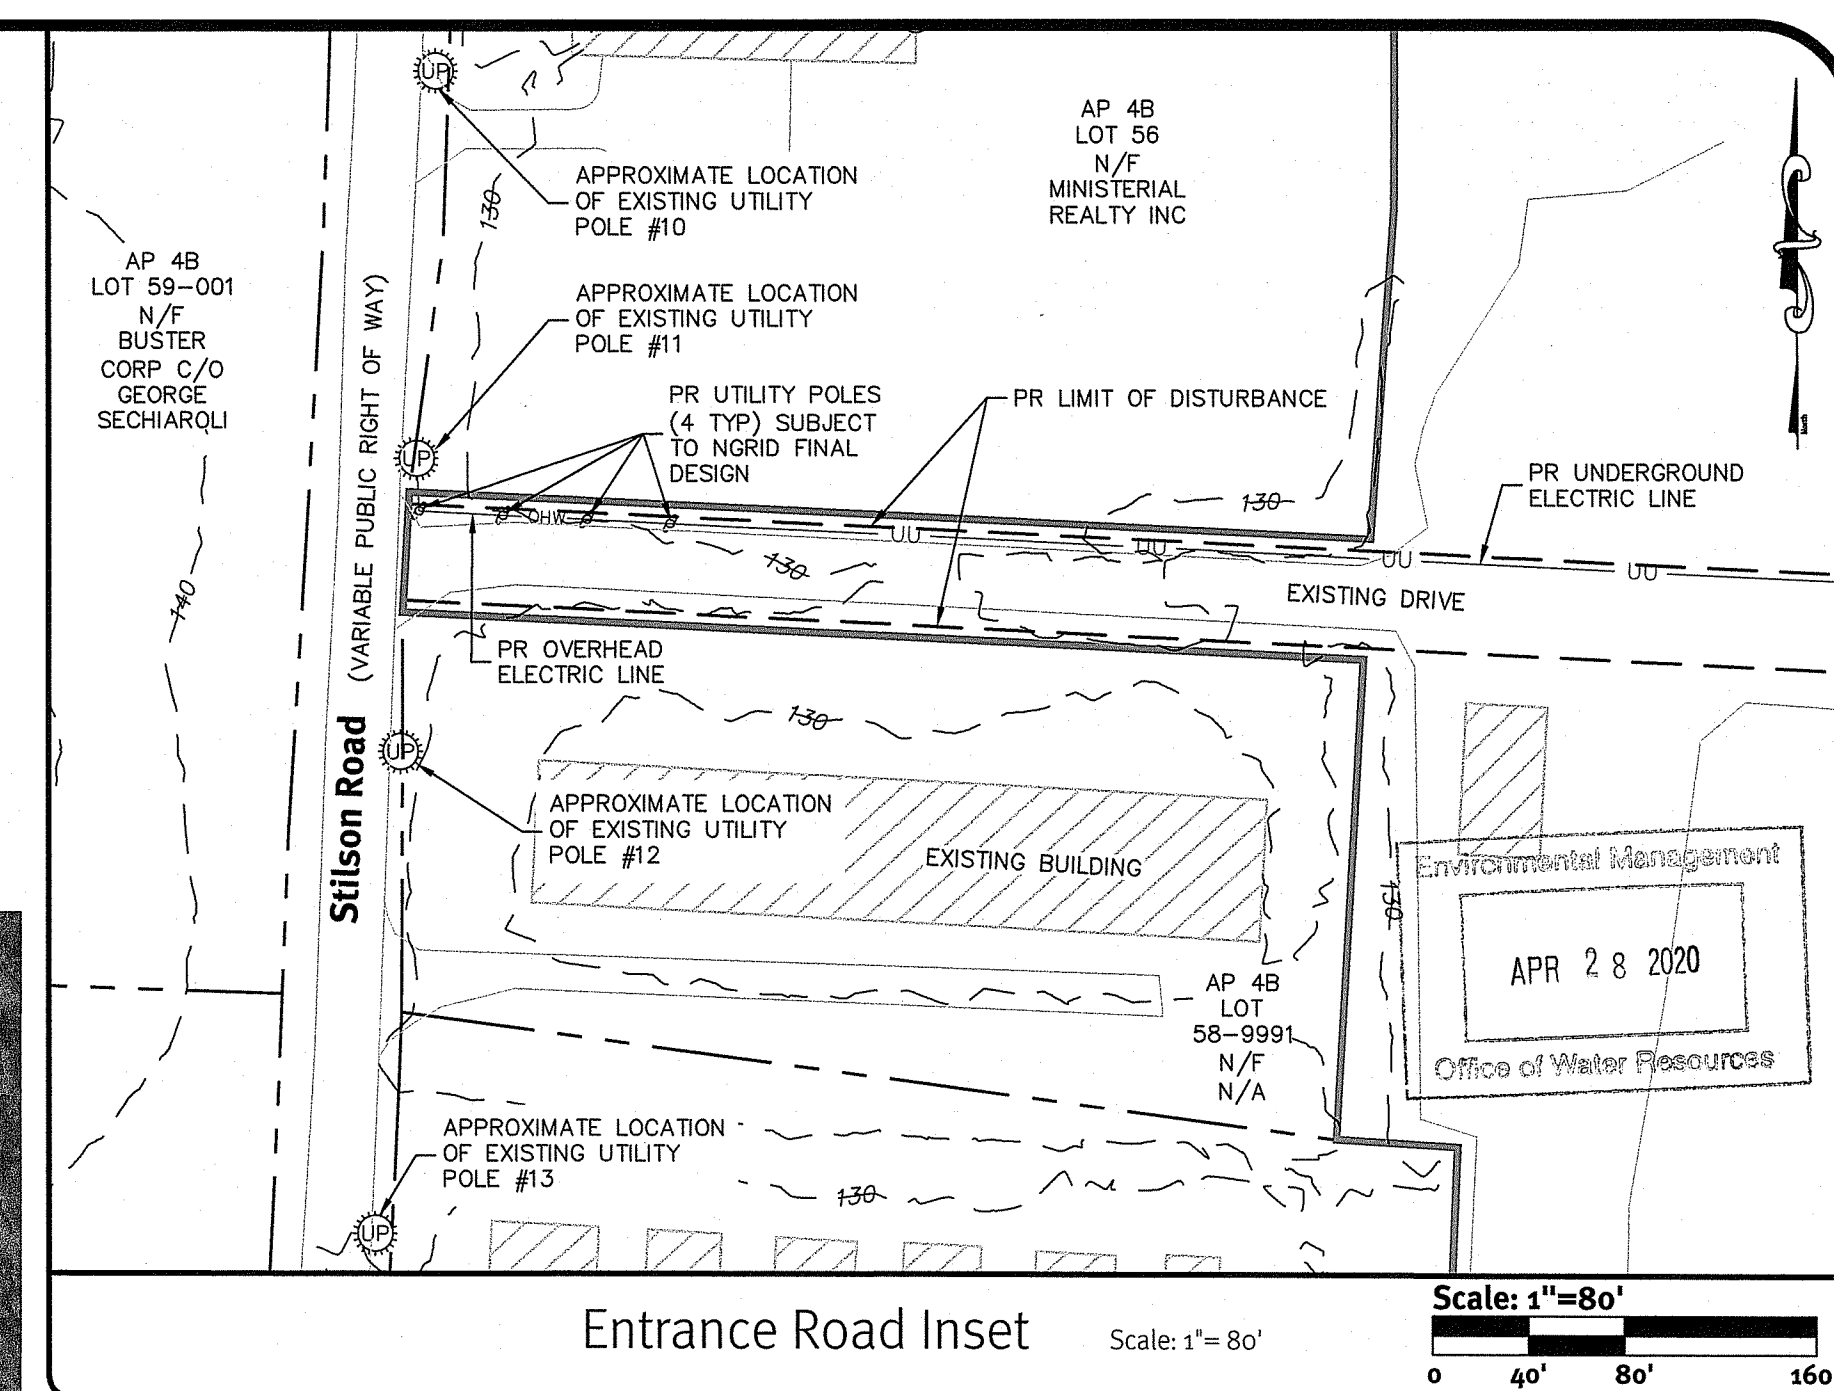 UP
AP 4B
LOT 56
N/F
MINISTERIAL
REALTY INC
APPROXIMATE LOCATION
OF EXISTING UTILITY
POLE #10
130
AP 4B
LOT 59-001
N/F
BUSTER
CORP C/O
GEORGE
SECHIAROLI
APPROXIMATE LOCATION
OF EXISTING UTILITY
POLE #11
(VARIABLE PUBLIC RIGHT OF WAY)
Stilson Road
UP
PR UTILITY POLES
(4 TYP) SUBJECT
TO NGRID FINAL
DESIGN
PR LIMIT OF DISTURBANCE
PR UNDERGROUND
ELECTRIC LINE
130
OHW
UU
UU
UU
UU
130
EXISTING DRIVE
140
PR OVERHEAD
ELECTRIC LINE
130
UP
APPROXIMATE LOCATION
OF EXISTING UTILITY
POLE #12
EXISTING BUILDING
130
Environmental Management
APR 28 2020
Office of Water Resources
AP 4B
LOT
58-9991
N/F
N/A
APPROXIMATE LOCATION
OF EXISTING UTILITY
POLE #13
130
UP
Entrance Road Inset
Scale: 1"= 80'
Scale: 1"=80'
0 40' 80' 160